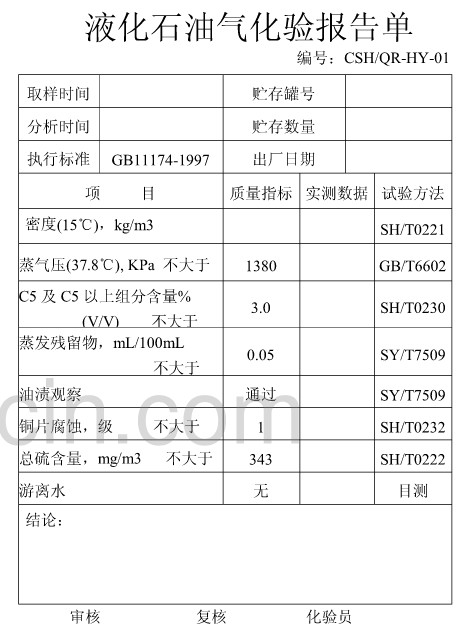 液化石油气化验报告单
编号：CSH/QR-HY-01
取样时间 贮存罐号
分析时间 贮存数量
执行标准 GB11174-1997 出厂日期
项 目 质量指标 实测数据 试验方法
密度(15℃)，kg/m3 SH/T0221
蒸气压(37.8℃), KPa 不大于 1380 GB/T6602
C5 及 C5 以上组分含量%
(V/V) 不大于 3.0 SH/T0230
蒸发残留物，mL/100mL
不大于 0.05 SY/T7509
油渍观察 通过 SY/T7509
铜片腐蚀，级 不大于 1 SH/T0232
总硫含量，mg/m3 不大于 343 SH/T0222
游离水 无 目测
结论：
审核 复核 化验员
cin.com